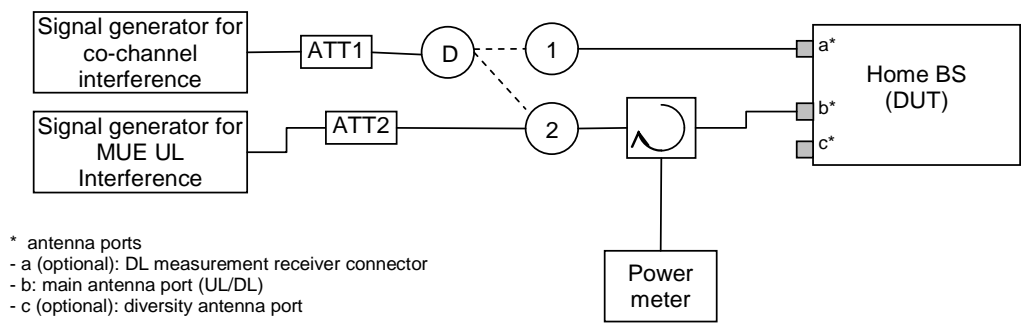 Signal generator for
co-channel
interference
ATT1
D
1
a*
Home BS
(DUT)
b*
c*
Signal generator for
MUE UL
Interference
ATT2
2
Power
meter
* antenna ports
- a (optional): DL measurement receiver connector
- b: main antenna port (UL/DL)
- c (optional): diversity antenna port